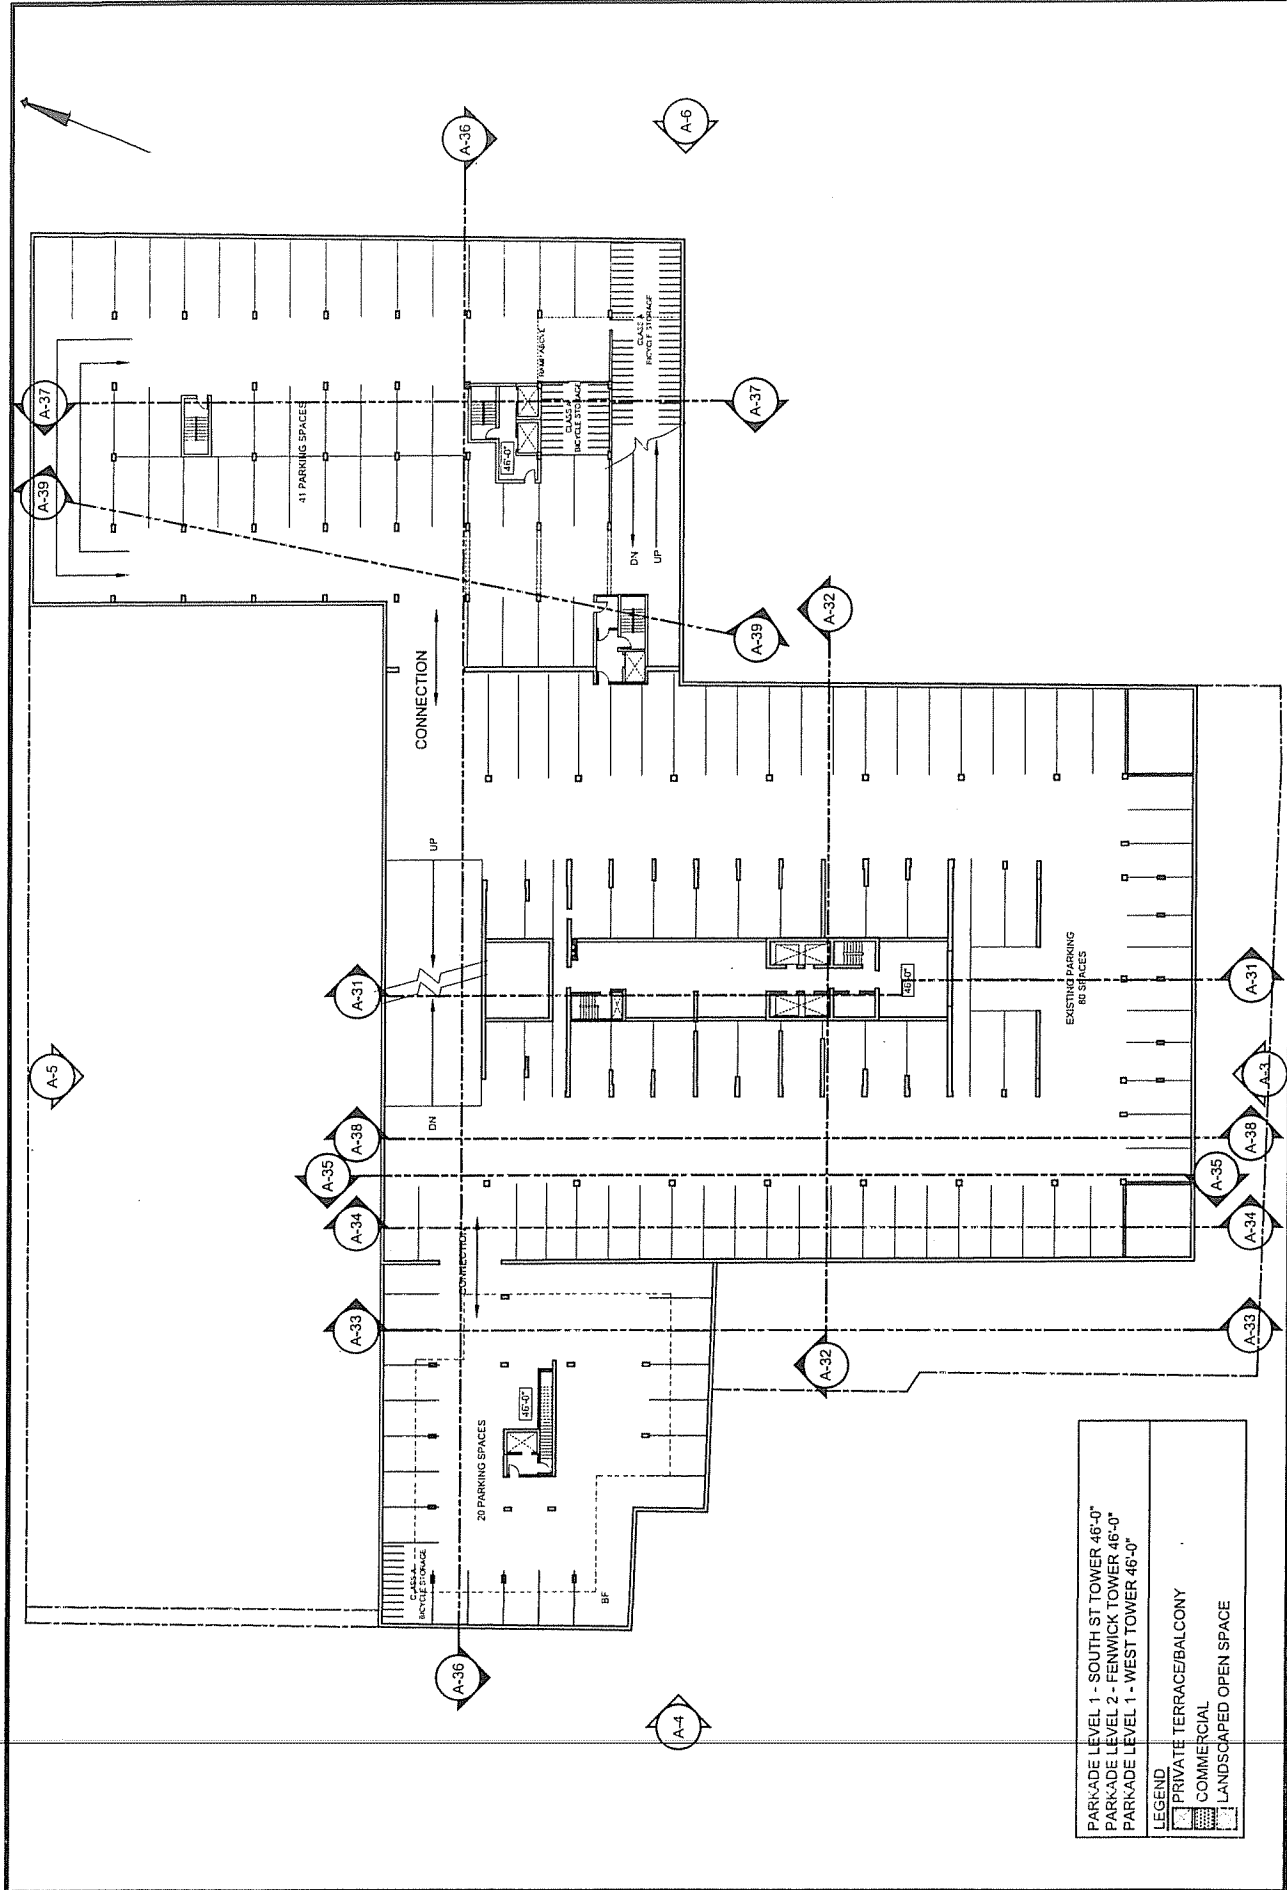 A-5
A-37
A-39
A-36
A-6
41 PARKING SPACES
RAMP ABOVE
CLASS A
BICYCLE STORAGE
CLASS A
BICYCLE STORAGE
46'-0"
A-37
DN
UP
A-39
CONNECTION
UP
A-32
A-31
DN
A-38
A-35
A-34
A-33
46'-0"
EXISTING PARKING
80 SPACES
A-31
A-3
A-38
A-35
A-34
A-33
CONNECTION
A-32
46'-0"
20 PARKING SPACES
CLASS A
BICYCLE STORAGE
BF
A-36
A-4
PARKADE LEVEL 1 - SOUTH ST TOWER 46'-0"
PARKADE LEVEL 2 - FENWICK TOWER 46'-0"
PARKADE LEVEL 1 - WEST TOWER 46'-0"
LEGEND
PRIVATE TERRACE/BALCONY
COMMERCIAL
LANDSCAPED OPEN SPACE